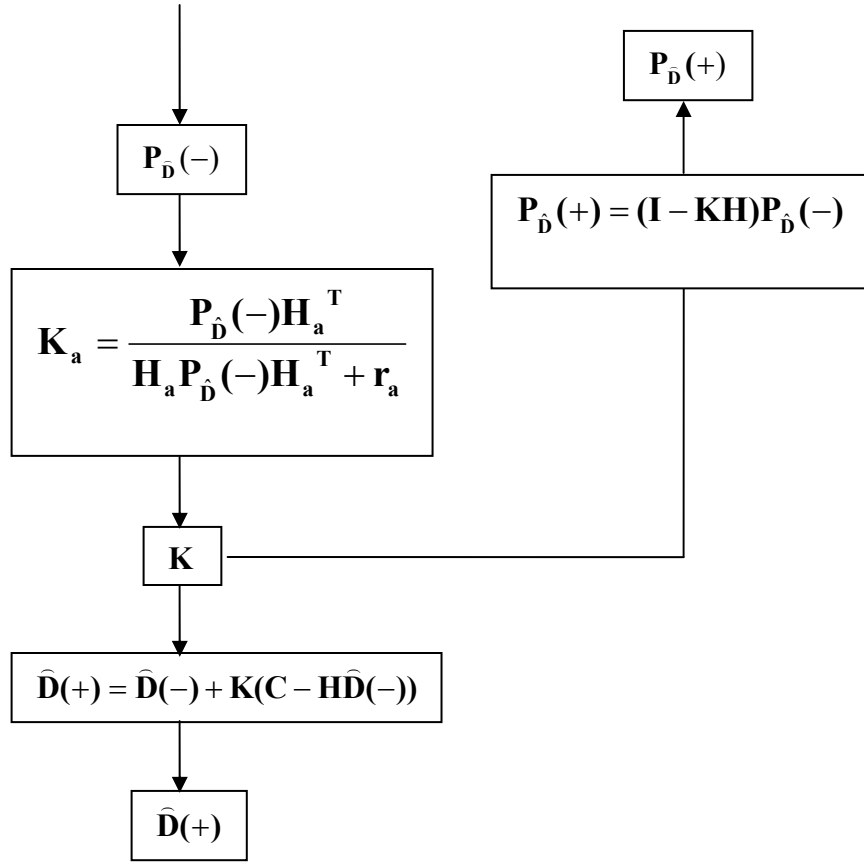 P_D̂(−)
K_a = P_D̂(−)H_a^T / (H_a P_D̂(−)H_a^T + r_a)
K
D̂(+) = D̂(−) + K(C − HD̂(−))
D̂(+)
P_D̂(+)
P_D̂(+) = (I − KH)P_D̂(−)